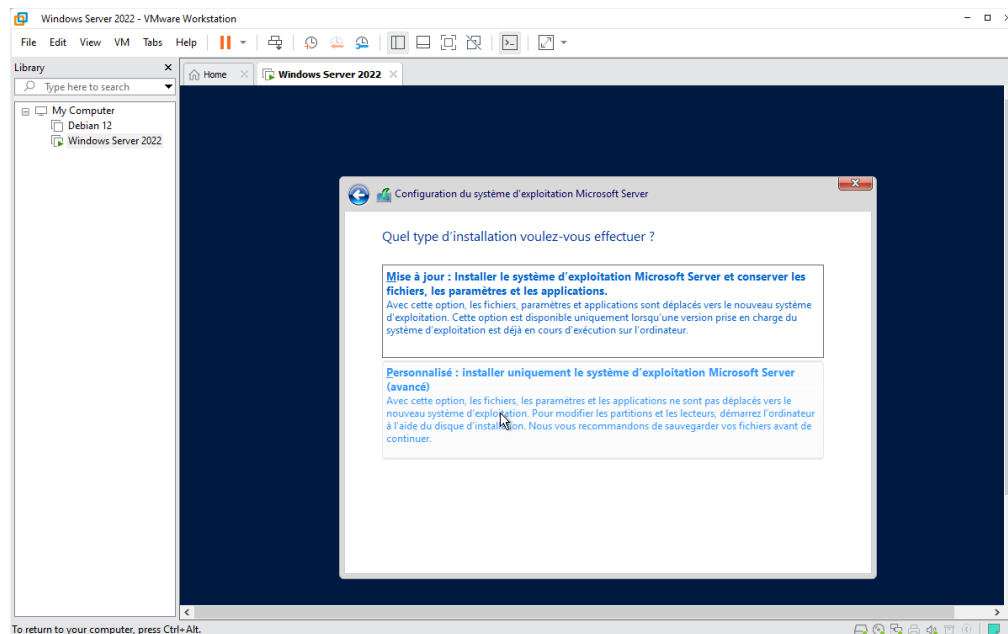 Windows Server 2022 - VMware Workstation
File Edit View VM Tabs Help
Library
Home
Windows Server 2022
Type here to search
My Computer
Debian 12
Windows Server 2022
Configuration du système d'exploitation Microsoft Server
Quel type d'installation voulez-vous effectuer ?
Mise à jour : Installer le système d'exploitation Microsoft Server et conserver les
fichiers, les paramètres et les applications.
Avec cette option, les fichiers, paramètres et applications sont déplacés vers le nouveau système
d'exploitation. Cette option est disponible uniquement lorsqu'une version prise en charge du
système d'exploitation est déjà en cours d'exécution sur l'ordinateur.
Personnalisé : installer uniquement le système d'exploitation Microsoft Server
(avancé)
Avec cette option, les fichiers, les paramètres et les applications ne sont pas déplacés vers le
nouveau système d'exploitation. Pour modifier les partitions et les lecteurs, démarrez l'ordinateur
à l'aide du disque d'installation. Nous vous recommandons de sauvegarder vos fichiers avant de
continuer.
To return to your computer, press Ctrl+Alt.